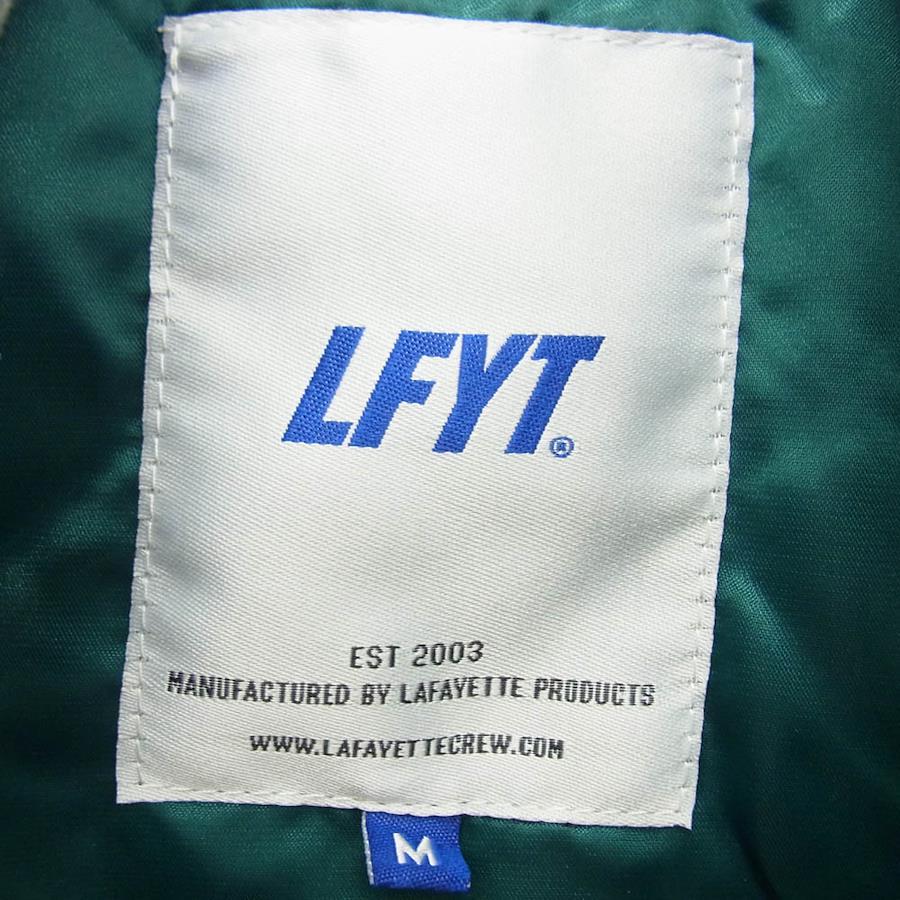 LFYT®
EST 2003
MANUFACTURED BY LAFAYETTE PRODUCTS
WWW.LAFAYETTECREW.COM
M